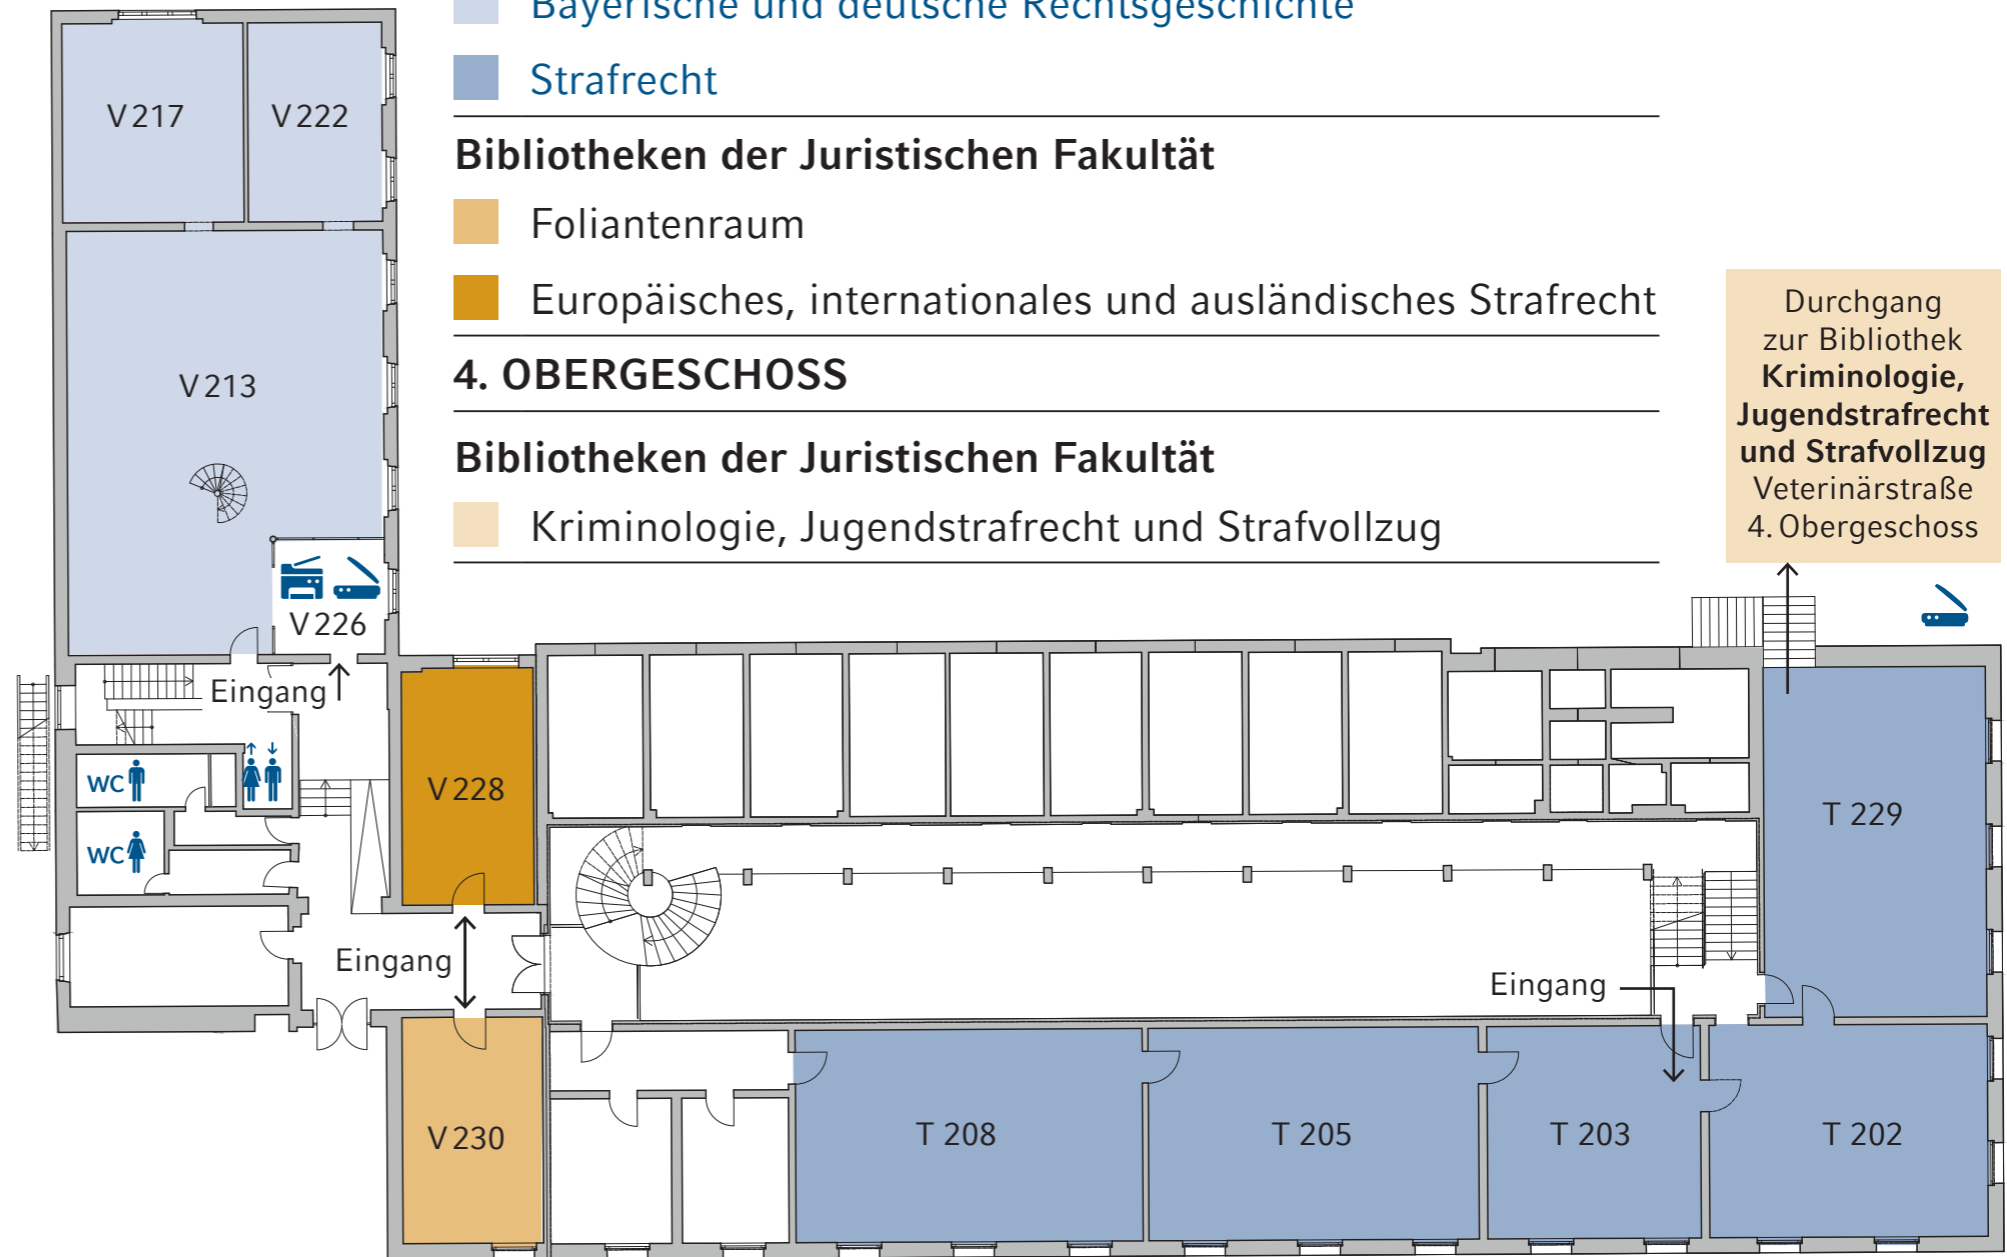 Bayerische und deutsche Rechtsgeschichte
Strafrecht
Bibliotheken der Juristischen Fakultät
Foliantenraum
Europäisches, internationales und ausländisches Strafrecht
4. OBERGESCHOSS
Bibliotheken der Juristischen Fakultät
Kriminologie, Jugendstrafrecht und Strafvollzug
Durchgang
zur Bibliothek
Kriminologie,
Jugendstrafrecht
und Strafvollzug
Veterinärstraße
4. Obergeschoss
V 217
V 222
V 213
V 226
Eingang
WC
WC
V 228
T 229
Eingang
Eingang
V 230
T 208
T 205
T 203
T 202